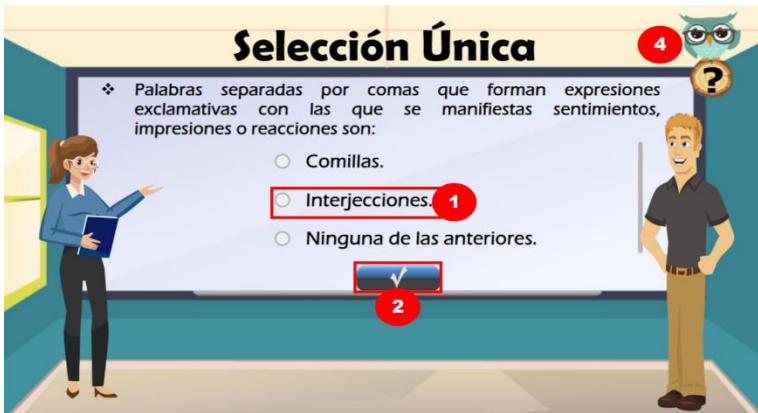 Selección Única
4
?
❖ Palabras separadas por comas que forman expresiones
exclamativas con las que se manifiestas sentimientos,
impresiones o reacciones son:
Comillas.
Interjecciones.
1
Ninguna de las anteriores.
√
2